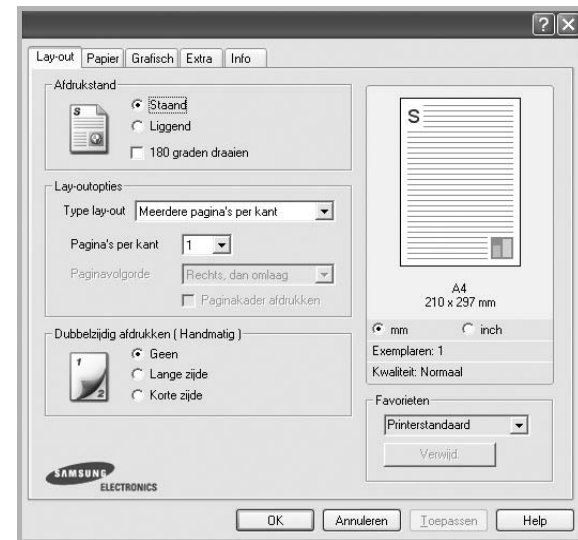 Lay-out Papier Grafisch Extra Info
Afdrukstand
S
Staand
Liggend
180 graden draaien
Lay-outopties
Type lay-out Meerdere pagina's per kant
Pagina's per kant 1
Paginavolgorde Rechts, dan omlaag
Paginakader afdrukken
Dubbelzijdig afdrukken ( Handmatig )
1
2
Geen
Lange zijde
Korte zijde
SAMSUNG
ELECTRONICS
S
A4
210 x 297 mm
mm inch
Exemplaren: 1
Kwaliteit: Normaal
Favorieten
Printerstandaard
Verwijd.
OK Annuleren Toepassen Help